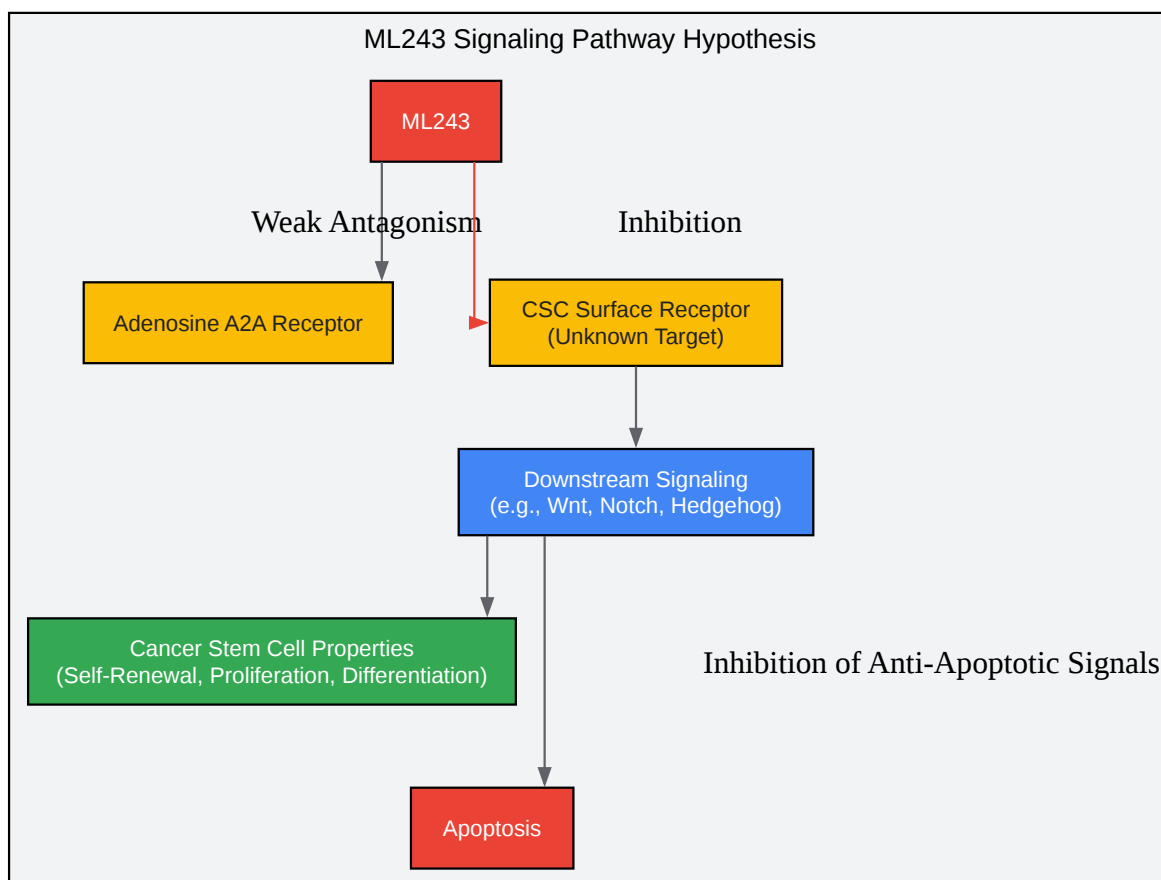 ML243 Signaling Pathway Hypothesis
ML243
Weak Antagonism
Inhibition
Adenosine A2A Receptor
CSC Surface Receptor
(Unknown Target)
Downstream Signaling
(e.g., Wnt, Notch, Hedgehog)
Cancer Stem Cell Properties
(Self-Renewal, Proliferation, Differentiation)
Inhibition of Anti-Apoptotic Signals
Apoptosis